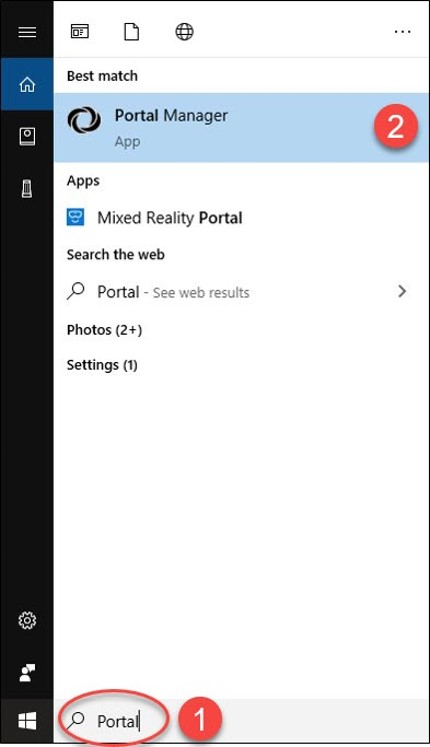 Best match
Portal Manager
App
2
Apps
Mixed Reality Portal
Search the web
Portal - See web results
Photos (2+)
Settings (1)
Portal
1